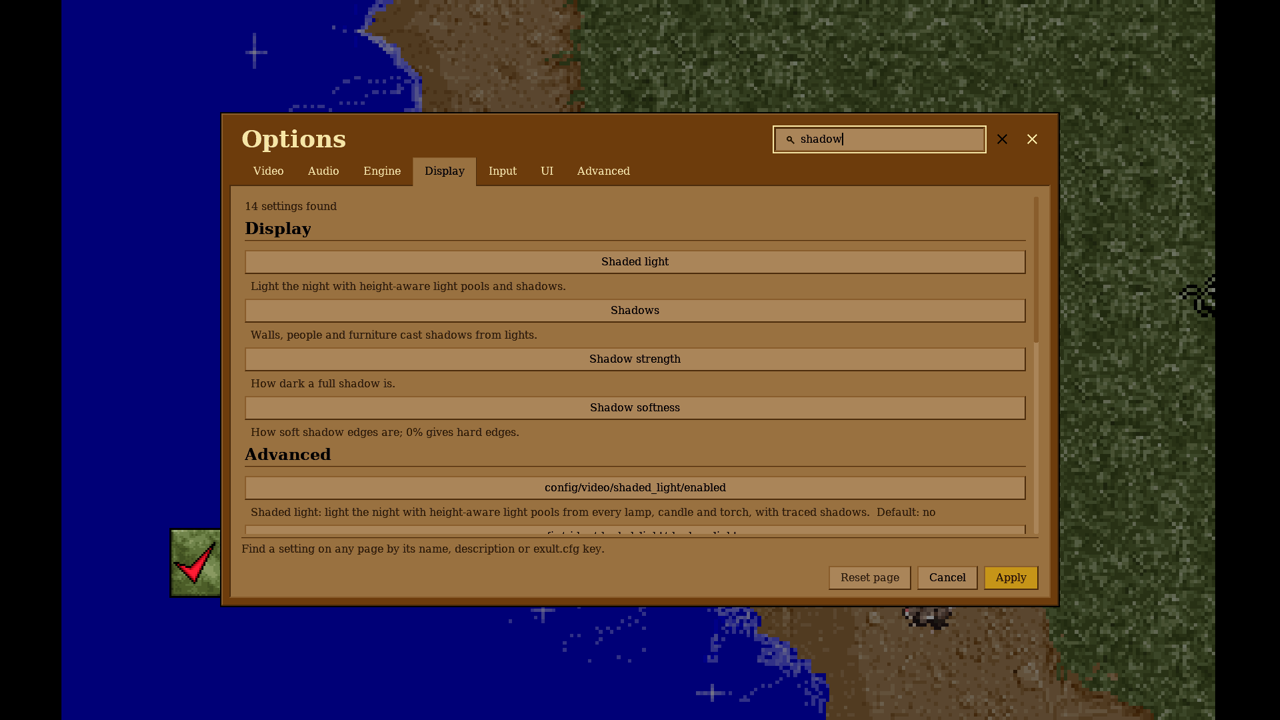 Options
shadow
Video Audio Engine Display Input UI Advanced
14 settings found
Display
Shaded light
Light the night with height-aware light pools and shadows.
Shadows
Walls, people and furniture cast shadows from lights.
Shadow strength
How dark a full shadow is.
Shadow softness
How soft shadow edges are; 0% gives hard edges.
Advanced
config/video/shaded_light/enabled
Shaded light: light the night with height-aware light pools from every lamp, candle and torch, with traced shadows. Default: no
Find a setting on any page by its name, description or exult.cfg key.
Reset page Cancel Apply